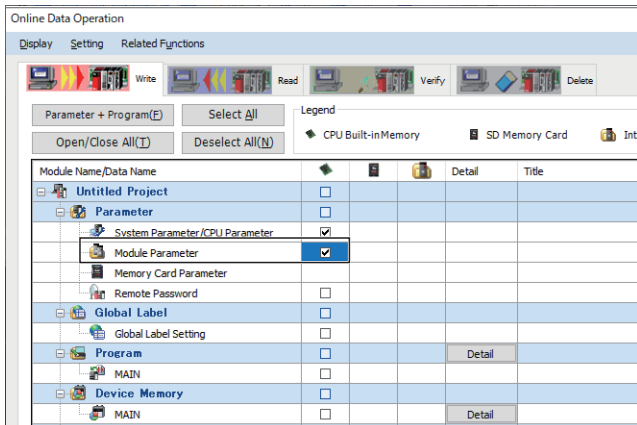 Online Data Operation
Display Setting Related Functions
Write Read Verify Delete
Parameter + Program(F) Select All Legend
CPU Built-in Memory SD Memory Card Int
Open/Close All(T) Deselect All(N)
Module Name/Data Name Detail Title
Untitled Project
Parameter
System Parameter/CPU Parameter
Module Parameter
Memory Card Parameter
Remote Password
Global Label
Global Label Setting
Program Detail
MAIN
Device Memory
MAIN Detail